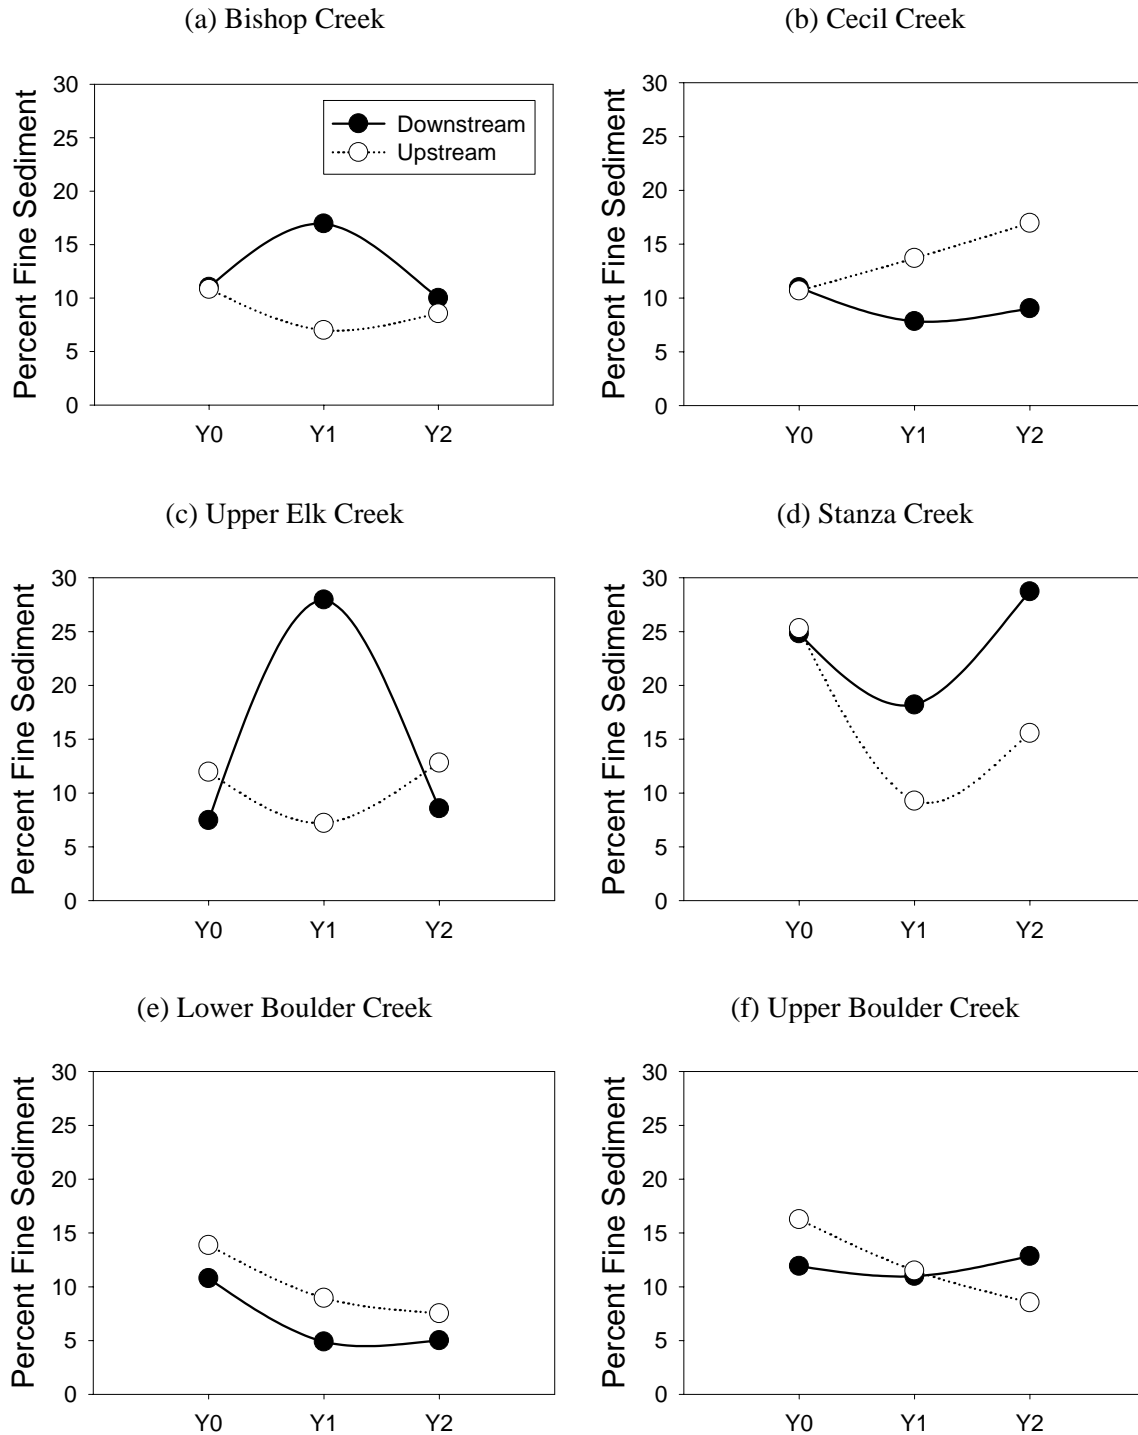 (a) Bishop Creek
Percent Fine Sediment
30
25
20
15
10
5
0
Downstream
Upstream
Y0 Y1 Y2
(b) Cecil Creek
Percent Fine Sediment
30
25
20
15
10
5
0
Y0 Y1 Y2
(c) Upper Elk Creek
Percent Fine Sediment
30
25
20
15
10
5
0
Y0 Y1 Y2
(d) Stanza Creek
Percent Fine Sediment
30
25
20
15
10
5
0
Y0 Y1 Y2
(e) Lower Boulder Creek
Percent Fine Sediment
30
25
20
15
10
5
0
Y0 Y1 Y2
(f) Upper Boulder Creek
Percent Fine Sediment
30
25
20
15
10
5
0
Y0 Y1 Y2